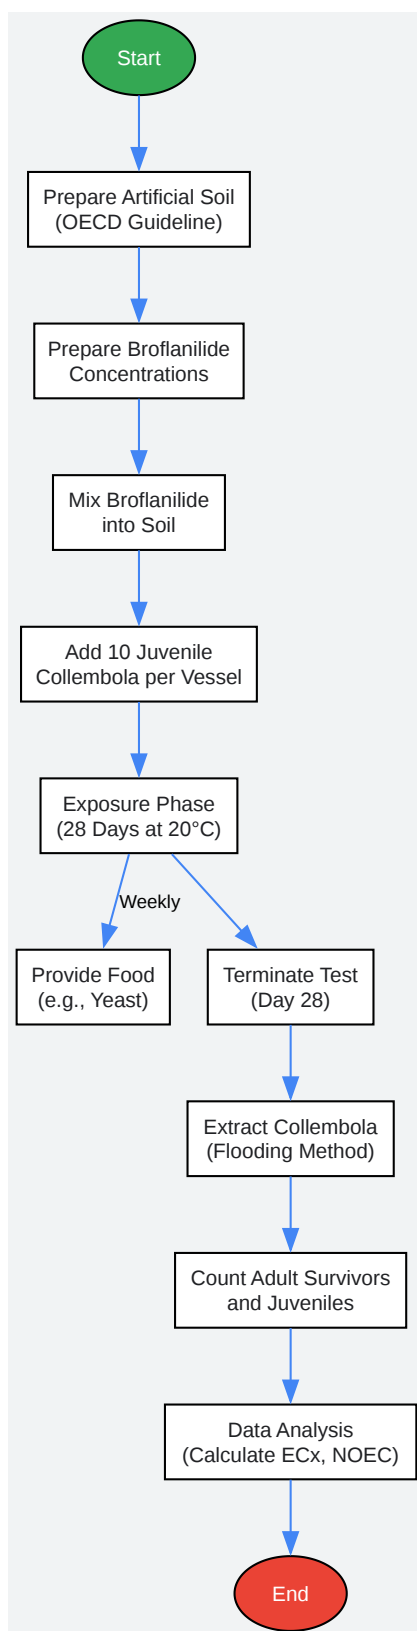 Start
Prepare Artificial Soil
(OECD Guideline)
Prepare Broflanilide
Concentrations
Mix Broflanilide
into Soil
Add 10 Juvenile
Collembola per Vessel
Exposure Phase
(28 Days at 20°C)
Weekly
Provide Food
(e.g., Yeast)
Terminate Test
(Day 28)
Extract Collembola
(Flooding Method)
Count Adult Survivors
and Juveniles
Data Analysis
(Calculate ECx, NOEC)
End